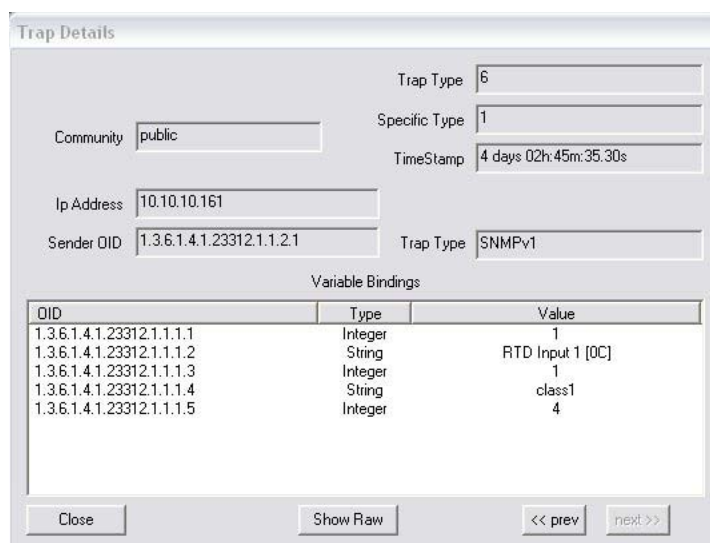 Trap Details
Trap Type 6
Specific Type 1
Community public
TimeStamp 4 days 02h:45m:35.30s
Ip Address 10.10.10.161
Sender OID 1.3.6.1.4.1.23312.1.1.2.1 Trap Type SNMPv1
Variable Bindings
OID Type Value
1.3.6.1.4.1.23312.1.1.1.1 Integer 1
1.3.6.1.4.1.23312.1.1.1.2 String RTD Input 1 [0C]
1.3.6.1.4.1.23312.1.1.1.3 Integer 1
1.3.6.1.4.1.23312.1.1.1.4 String class1
1.3.6.1.4.1.23312.1.1.1.5 Integer 4
Close Show Raw << prev next >>